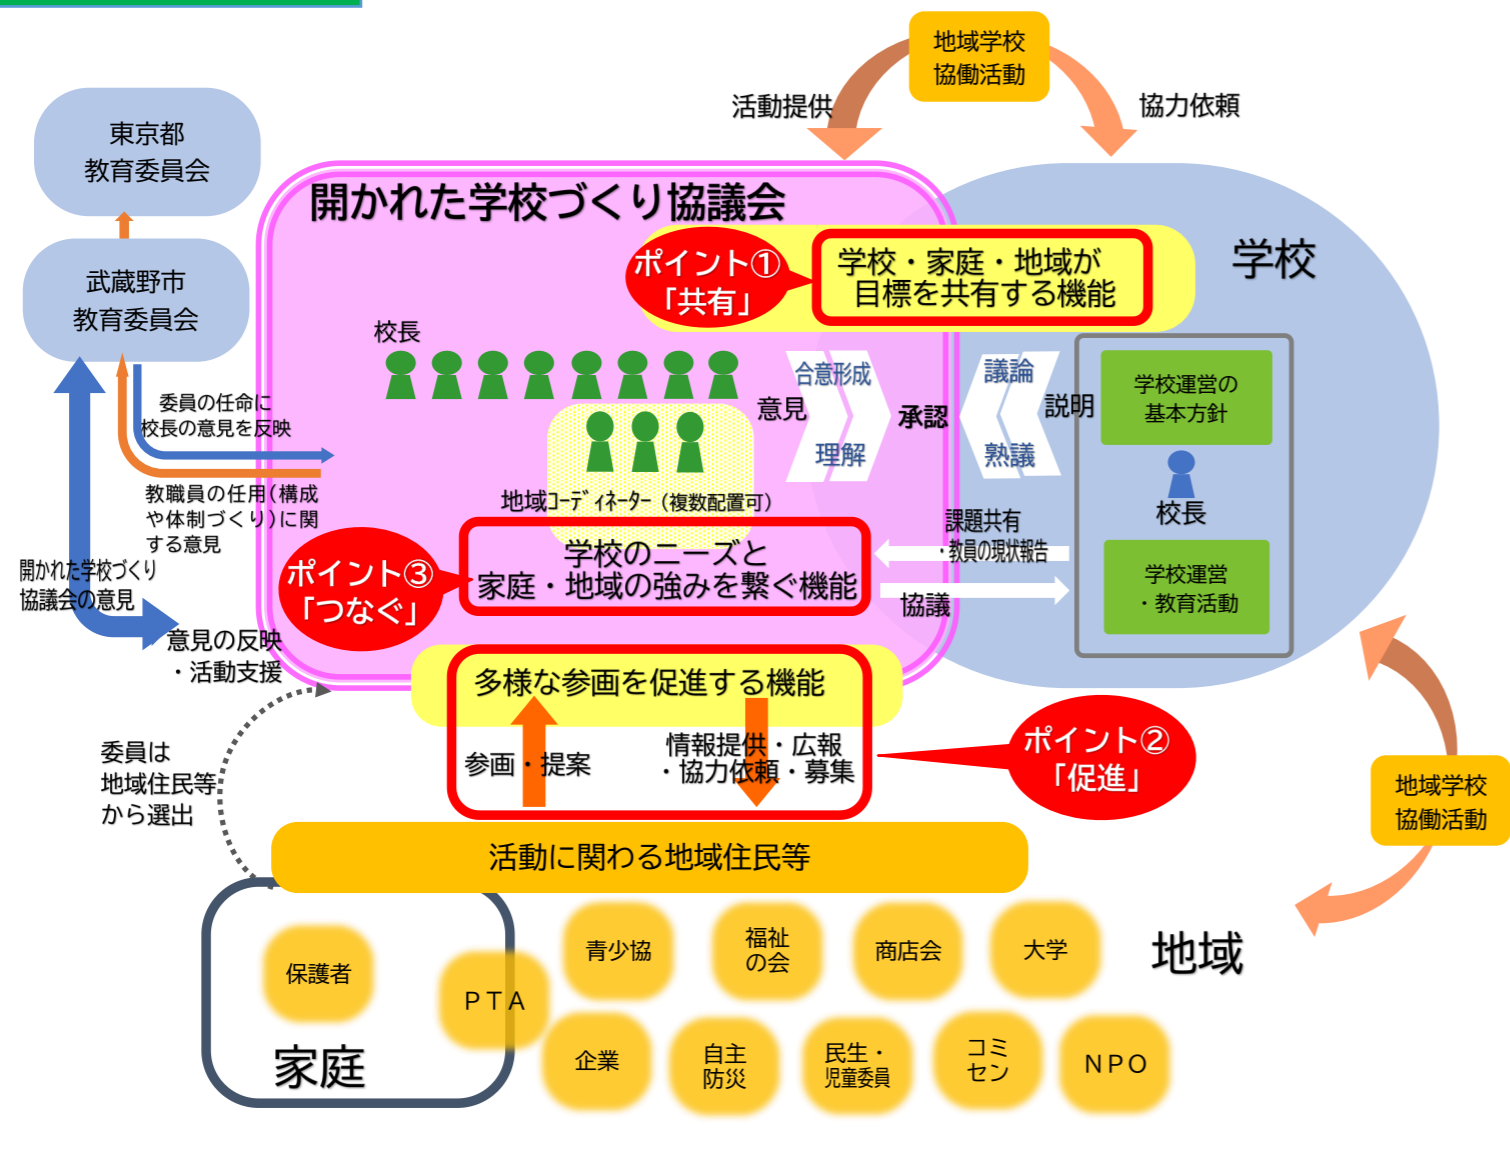 地域学校
協働活動
活動提供
協力依頼
東京都
教育委員会
武蔵野市
教育委員会
開かれた学校づくり協議会
ポイント①
「共有」
学校・家庭・地域が
目標を共有する機能
学校
校長
合意形成
意見
理解
承認
議論
説明
熟議
学校運営の
基本方針
校長
学校運営
・教育活動
委員の任命に
校長の意見を反映
教職員の任用(構成
や体制づくり)に関
する意見
地域ｺｰﾃﾞｨﾈｰﾀｰ（複数配置可）
課題共有
・教員の現状報告
協議
ポイント③
「つなぐ」
学校のニーズと
家庭・地域の強みを繋ぐ機能
開かれた学校づくり
協議会の意見
意見の反映
・活動支援
多様な参画を促進する機能
参画・提案
情報提供・広報
・協力依頼・募集
ポイント②
「促進」
委員は
地域住民等
から選出
地域学校
協働活動
活動に関わる地域住民等
保護者
ＰＴＡ
家庭
青少協
福祉
の会
商店会
大学
地域
企業
自主
防災
民生・
児童委員
コミ
セン
ＮＰＯ